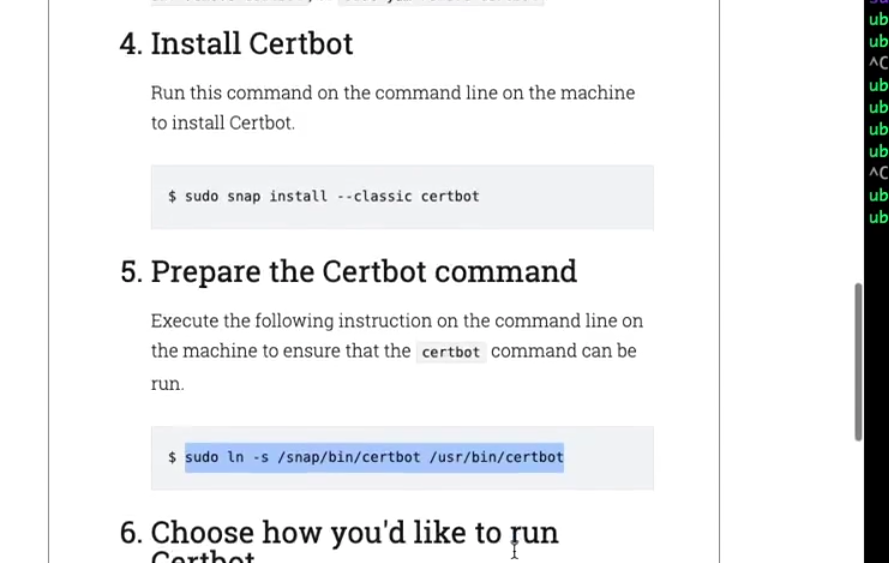 4. Install Certbot
Run this command on the command line on the machine
to install Certbot.
$ sudo snap install --classic certbot
5. Prepare the Certbot command
Execute the following instruction on the command line on
the machine to ensure that the certbot command can be
run.
$ sudo ln -s /snap/bin/certbot /usr/bin/certbot
6. Choose how you'd like to run
Certbot
ub
ub
^C
ub
ub
ub
ub
^C
ub
ub